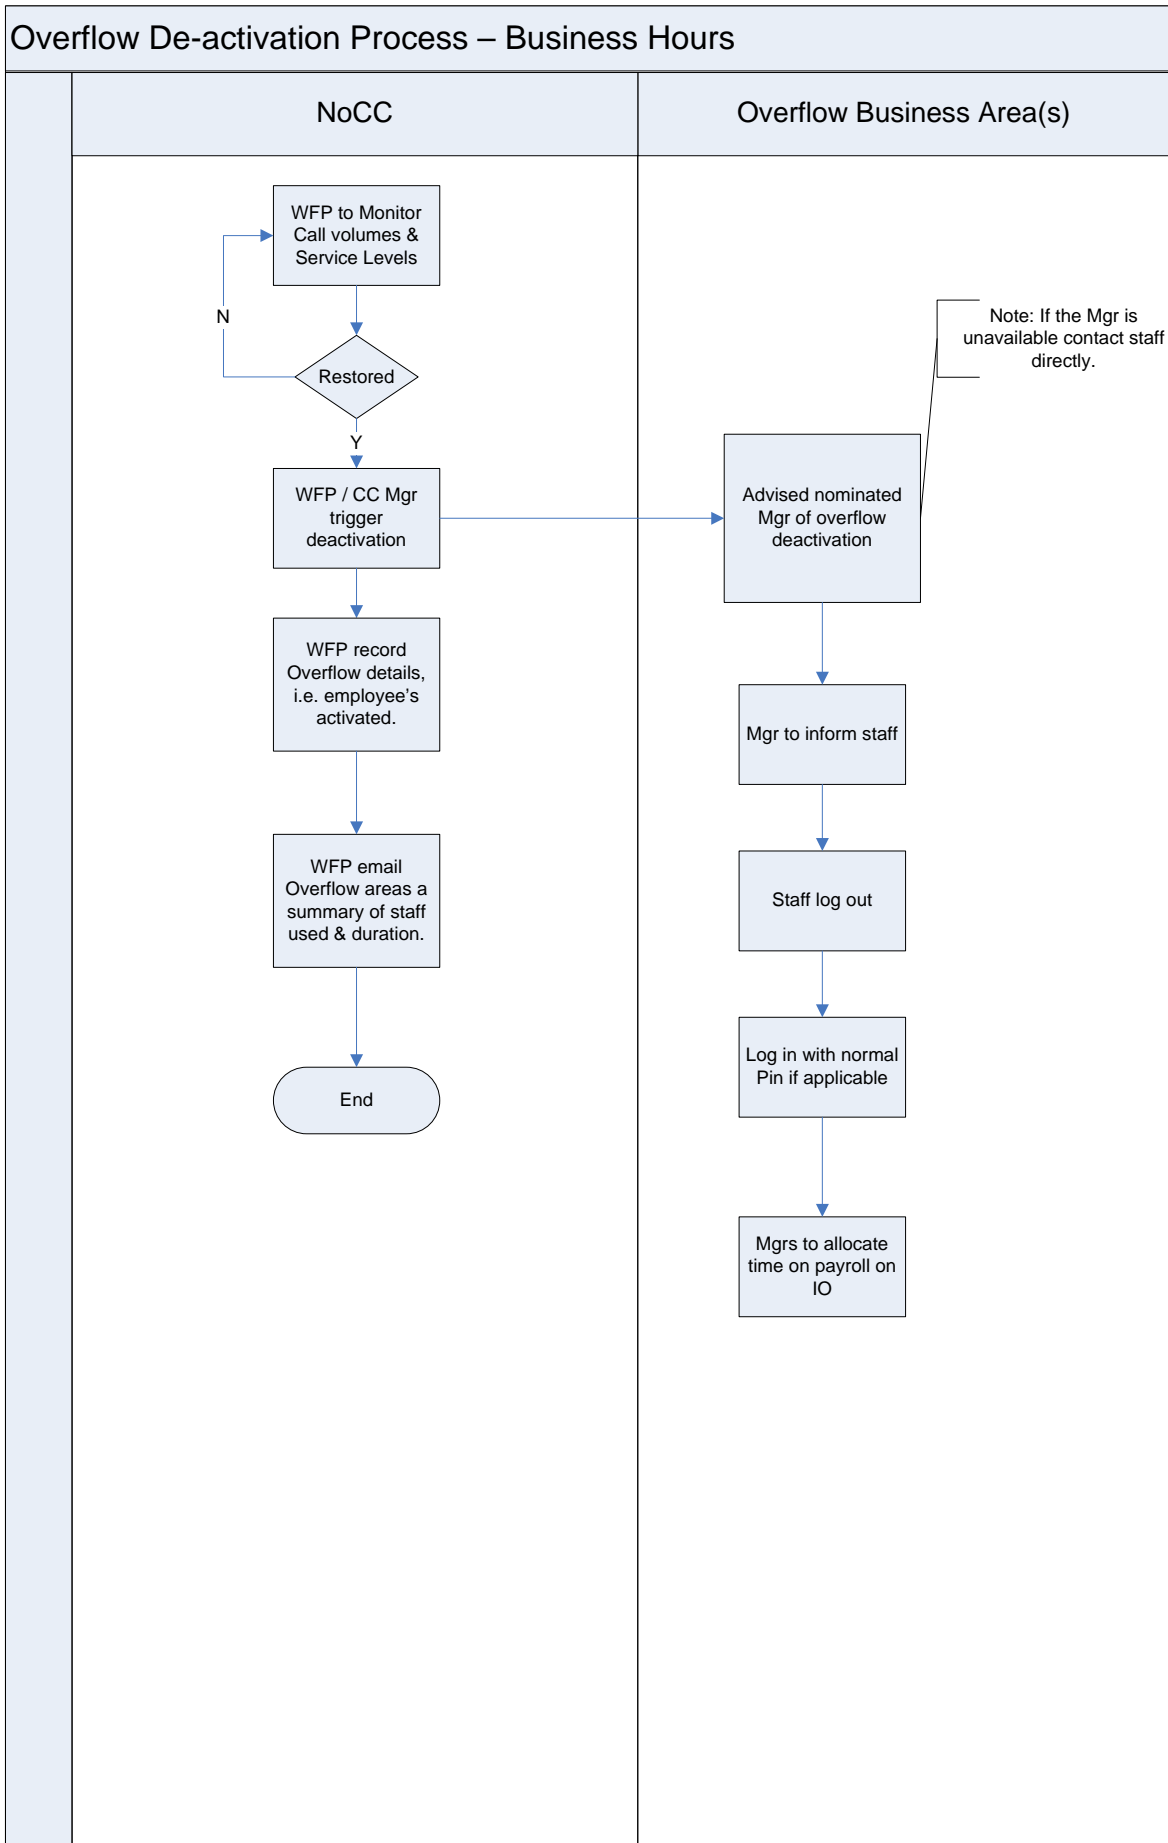 Overflow De-activation Process – Business Hours
NoCC
Overflow Business Area(s)
WFP to Monitor
Call volumes &
Service Levels
N
Restored
Y
WFP / CC Mgr
trigger
deactivation
WFP record
Overflow details,
i.e. employee’s
activated.
WFP email
Overflow areas a
summary of staff
used & duration.
End
Note: If the Mgr is
unavailable contact staff
directly.
Advised nominated
Mgr of overflow
deactivation
Mgr to inform staff
Staff log out
Log in with normal
Pin if applicable
Mgrs to allocate
time on payroll on
IO